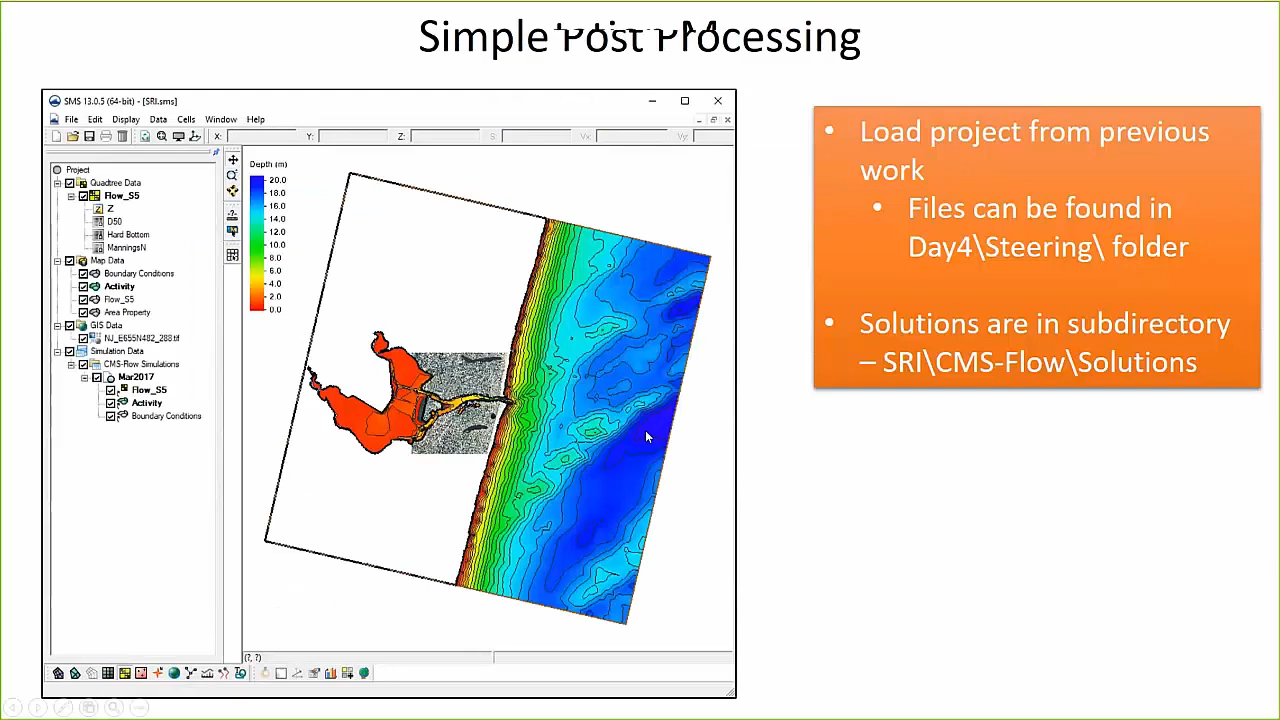 Simple Post Processing
SMS 13.0.5 (64-bit) - [SRI.sms]
File Edit Display Data Cells Window Help
X: Y: Z: S: Vx: Vy:
Project
Quadtree Data
Flow_S5
Z
D50
Hard Bottom
ManningsN
Map Data
Boundary Conditions
Activity
Flow_S5
Area Property
GIS Data
NJ_E655N482_288.tif
Simulation Data
CMS-Flow Simulations
Mar2017
Flow_S5
Activity
Boundary Conditions
Depth (m)
20.0
18.0
16.0
14.0
12.0
10.0
8.0
6.0
4.0
2.0
0.0
(?, ?)
• Load project from previous
work
• Files can be found in
Day4\Steering\ folder
• Solutions are in subdirectory
– SRI\CMS-Flow\Solutions